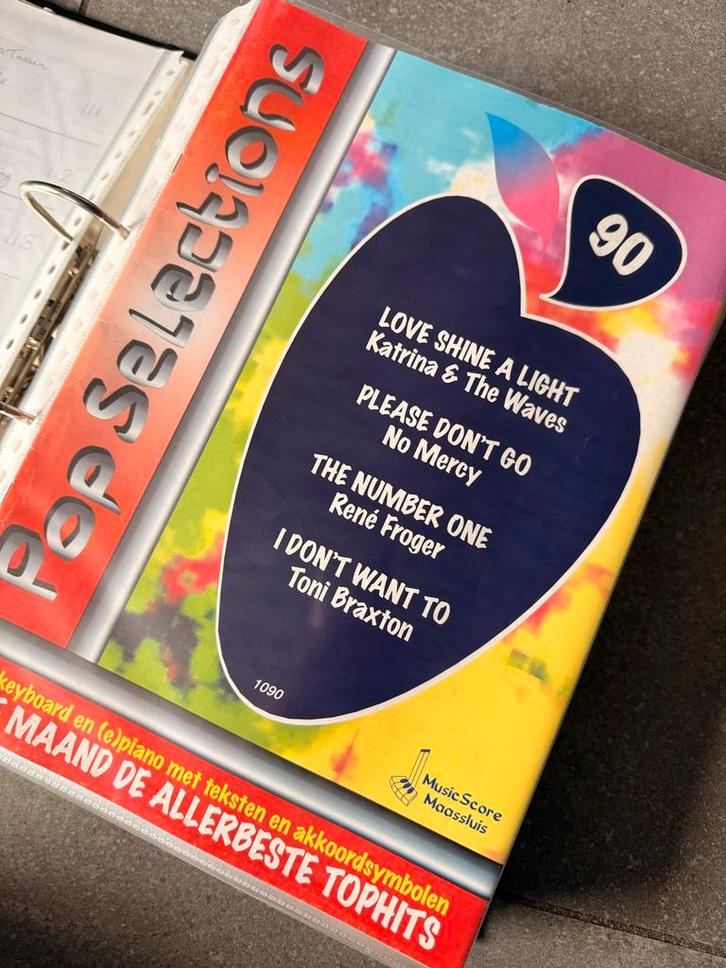 Pop Selections
90
LOVE SHINE A LIGHT
Katrina & The Waves
PLEASE DON'T GO
No Mercy
THE NUMBER ONE
René Froger
I DON'T WANT TO
Toni Braxton
1090
MusicScore
Maassluis
keyboard en (e)piano met teksten en akkoordsymbolen
MAAND DE ALLERBESTE TOPHITS